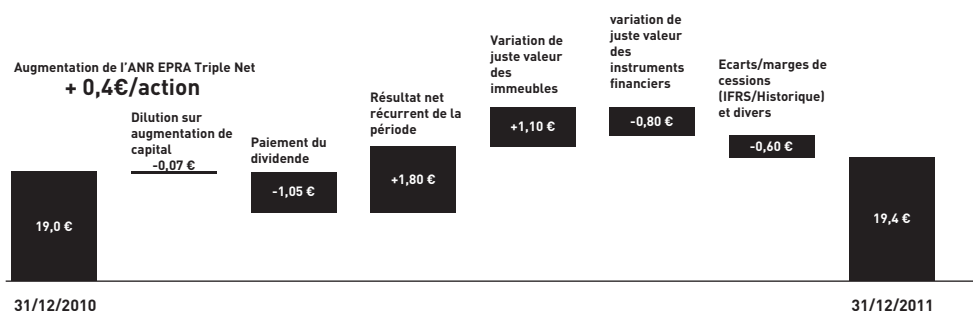 Augmentation de l'ANR EPRA Triple Net
+ 0,4€/action
Dilution sur
augmentation de
capital
-0,07 €
Paiement du
dividende
-1,05 €
Résultat net
récurrent de la
période
+1,80 €
Variation de
juste valeur
des
immeubles
+1,10 €
variation de
juste valeur
des
instruments
financiers
-0,80 €
Ecarts/marges de
cessions
(IFRS/Historique)
et divers
-0,60 €
19,0 €
19,4 €
31/12/2010
31/12/2011